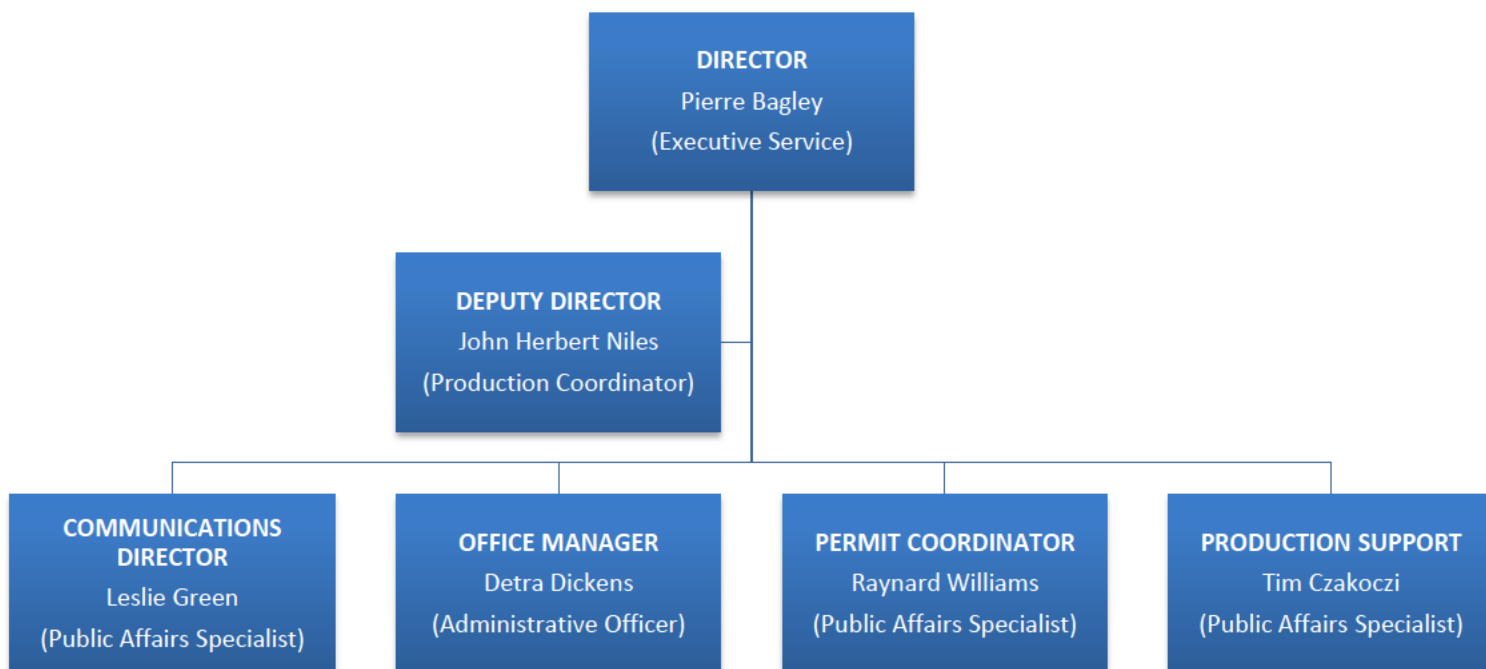 DIRECTOR
Pierre Bagley
(Executive Service)
DEPUTY DIRECTOR
John Herbert Niles
(Production Coordinator)
COMMUNICATIONS
DIRECTOR
Leslie Green
(Public Affairs Specialist)
OFFICE MANAGER
Detra Dickens
(Administrative Officer)
PERMIT COORDINATOR
Raynard Williams
(Public Affairs Specialist)
PRODUCTION SUPPORT
Tim Czakoczi
(Public Affairs Specialist)